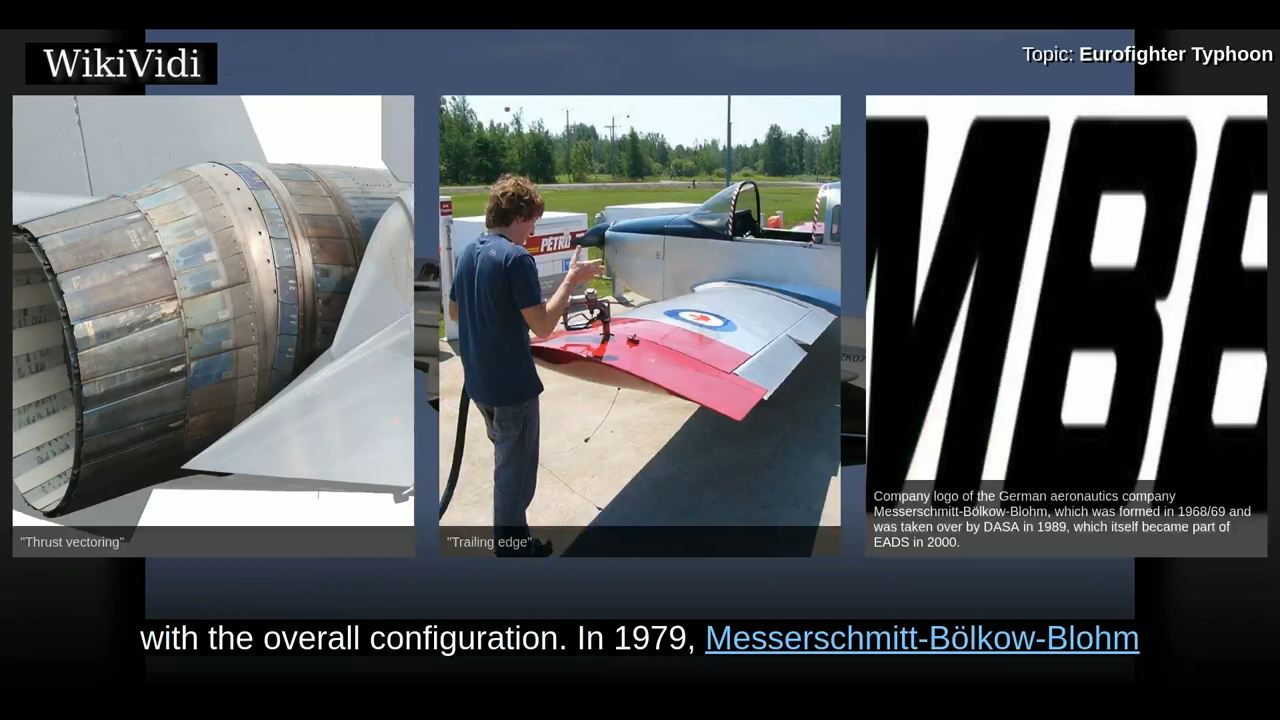 WikiVidi
Topic: Eurofighter Typhoon
PETRO
MBB
"Thrust vectoring"
"Trailing edge"
Company logo of the German aeronautics company
Messerschmitt-Bölkow-Blohm, which was formed in 1968/69 and
was taken over by DASA in 1989, which itself became part of
EADS in 2000.
with the overall configuration. In 1979, Messerschmitt-Bölkow-Blohm